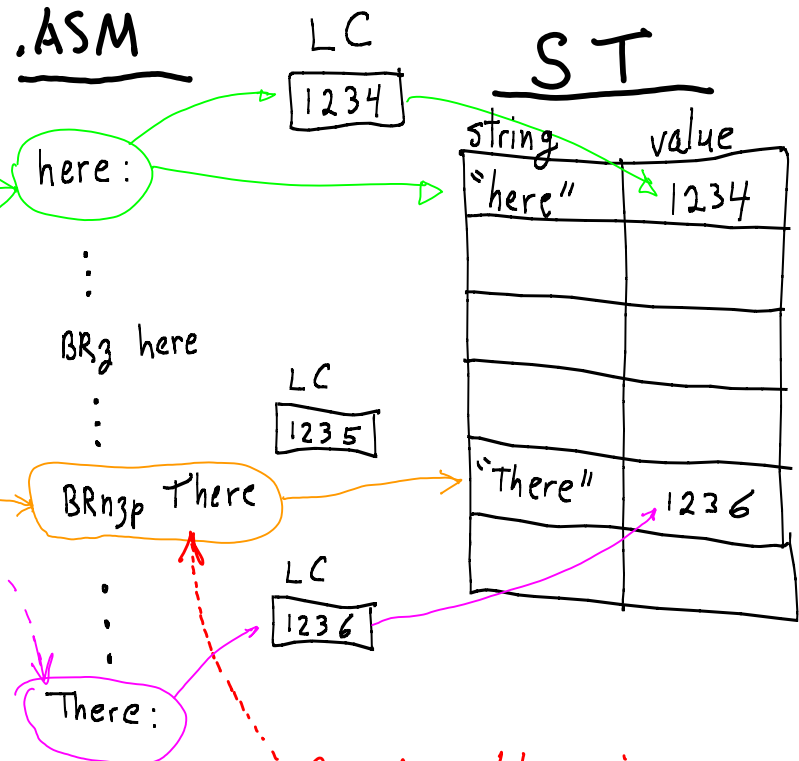 .ASM
LC
ST
1234
string value
here:
"here" 1234
BRz here
LC
1235
BRnzp There
"There" 1236
LC
1236
There: